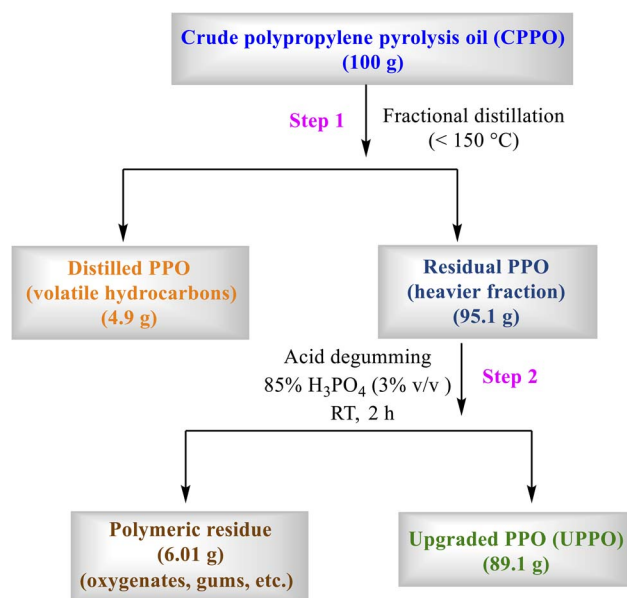 Crude polypropylene pyrolysis oil (CPPO)
(100 g)
Step 1
Fractional distillation
(< 150 °C)
Distilled PPO
(volatile hydrocarbons)
(4.9 g)
Residual PPO
(heavier fraction)
(95.1 g)
Acid degumming
85% H₃PO₄ (3% v/v )
RT, 2 h
Step 2
Polymeric residue
(6.01 g)
(oxygenates, gums, etc.)
Upgraded PPO (UPPO)
(89.1 g)